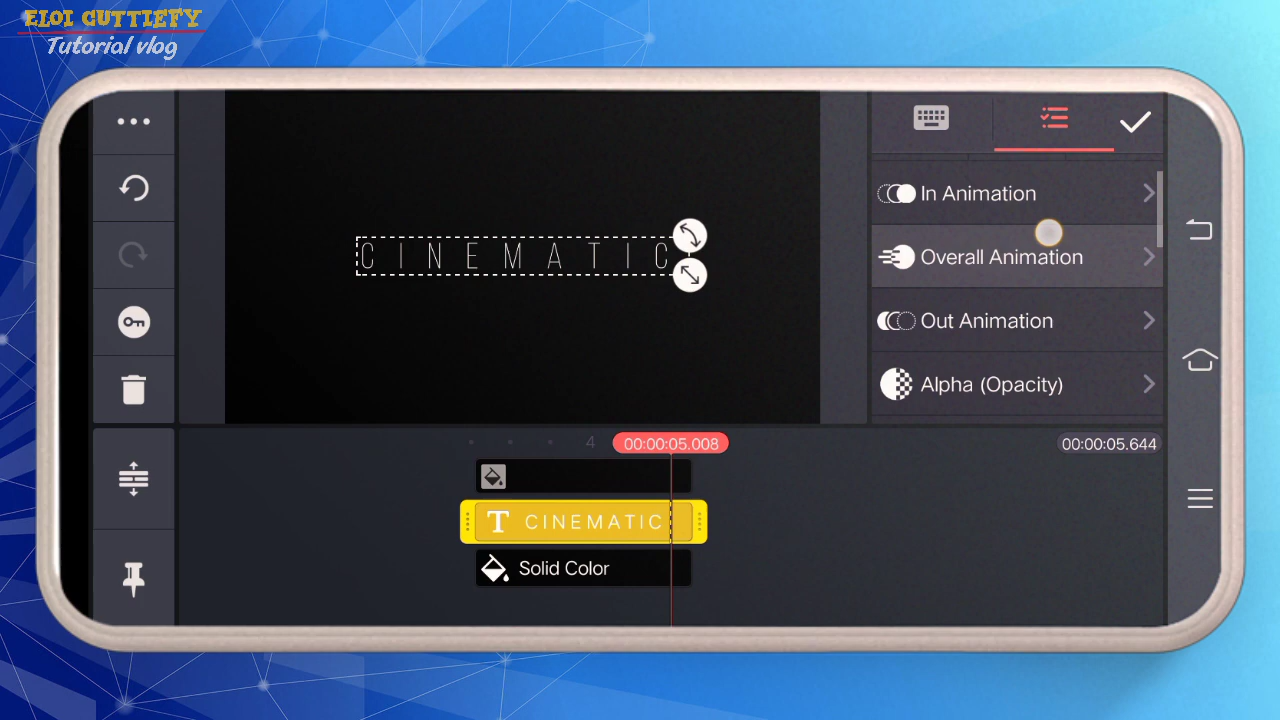 ELOI GUTTIEFY
Tutorial vlog
CINEMATIC
In Animation
Overall Animation
Out Animation
Alpha (Opacity)
4
00:00:05.008
00:00:05.644
T CINEMATIC
Solid Color